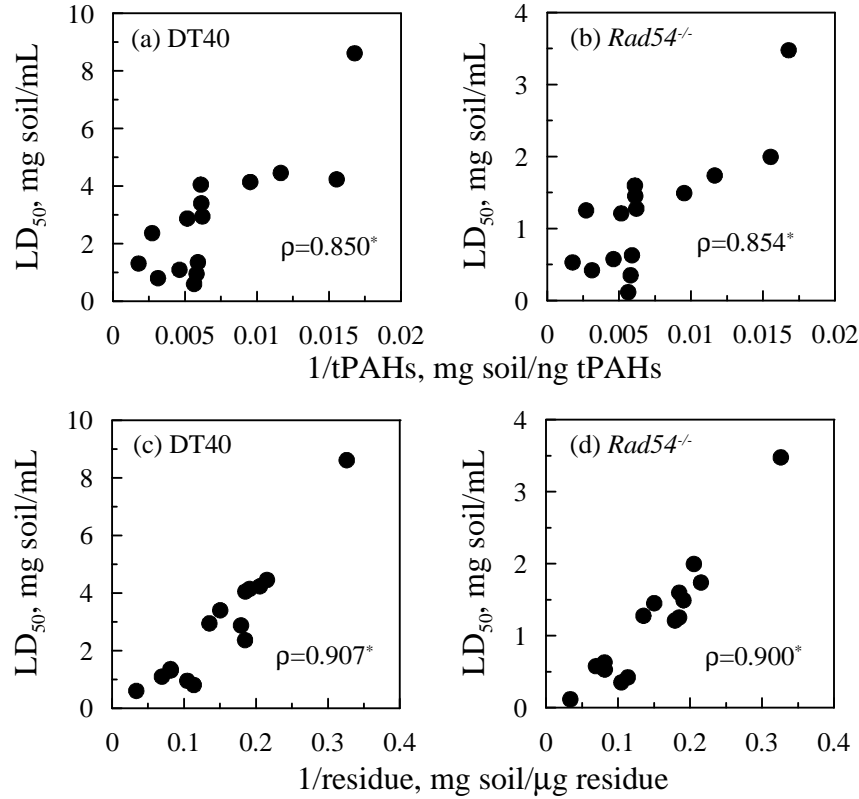 (a) DT40
LD50, mg soil/mL
10
8
6
4
2
0
ρ=0.850*
0 0.005 0.01 0.015 0.02
(b) Rad54-/-
LD50, mg soil/mL
4
3
2
1
0
ρ=0.854*
0 0.005 0.01 0.015 0.02
1/tPAHs, mg soil/ng tPAHs
(c) DT40
LD50, mg soil/mL
10
8
6
4
2
0
ρ=0.907*
0 0.1 0.2 0.3 0.4
(d) Rad54-/-
LD50, mg soil/mL
4
3
2
1
0
ρ=0.900*
0 0.1 0.2 0.3 0.4
1/residue, mg soil/μg residue